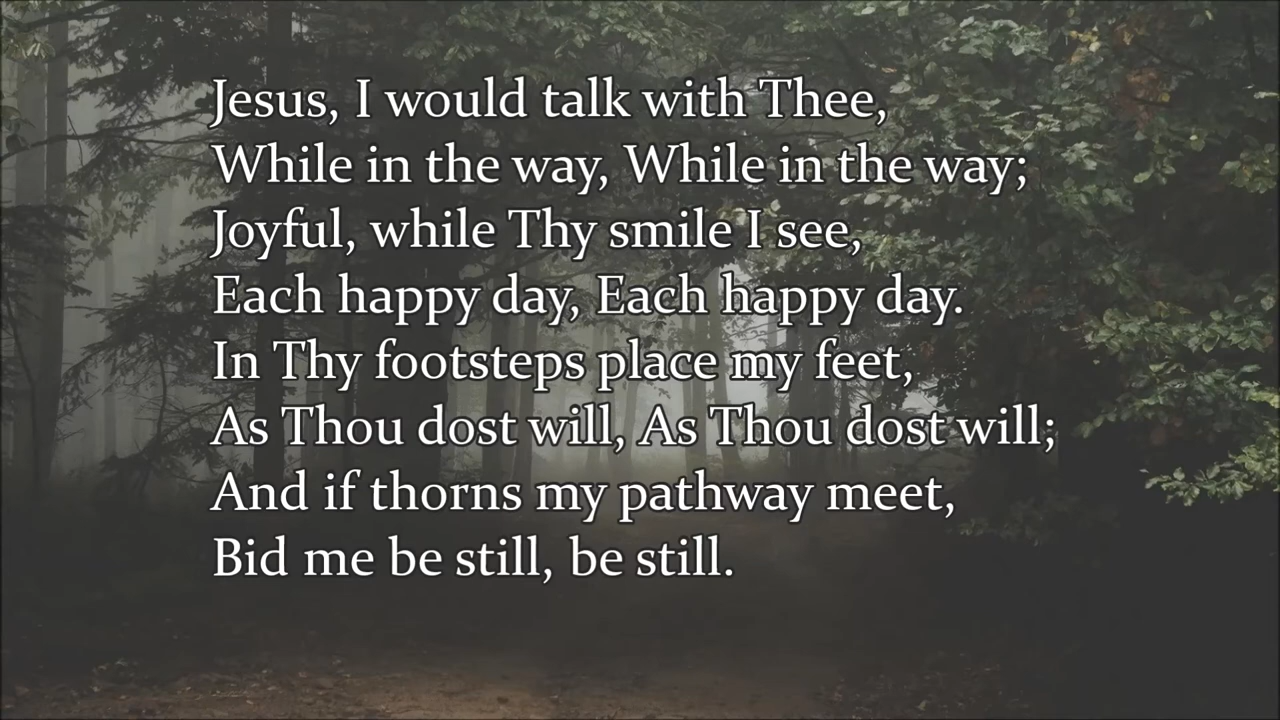 Jesus, I would talk with Thee,
While in the way, While in the way;
Joyful, while Thy smile I see,
Each happy day, Each happy day.
In Thy footsteps place my feet,
As Thou dost will, As Thou dost will;
And if thorns my pathway meet,
Bid me be still, be still.